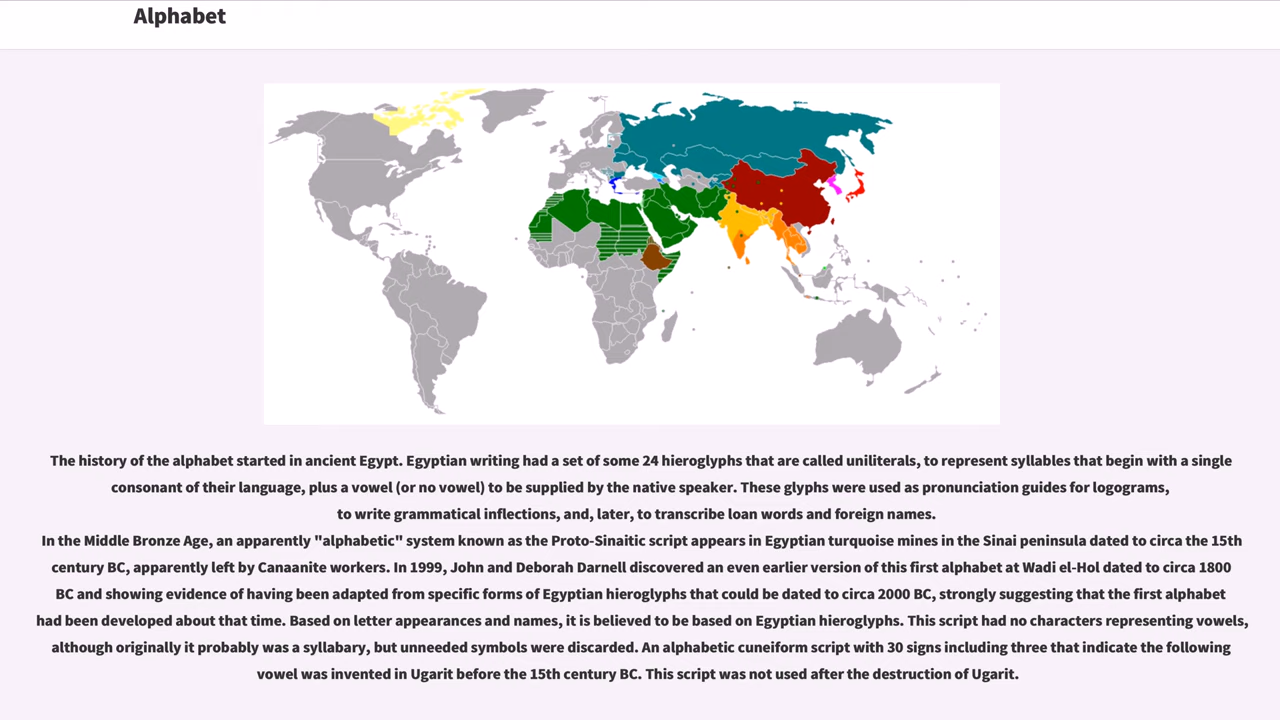 Alphabet
The history of the alphabet started in ancient Egypt. Egyptian writing had a set of some 24 hieroglyphs that are called uniliterals, to represent syllables that begin with a single
consonant of their language, plus a vowel (or no vowel) to be supplied by the native speaker. These glyphs were used as pronunciation guides for logograms,
to write grammatical inflections, and, later, to transcribe loan words and foreign names.
In the Middle Bronze Age, an apparently "alphabetic" system known as the Proto-Sinaitic script appears in Egyptian turquoise mines in the Sinai peninsula dated to circa the 15th
century BC, apparently left by Canaanite workers. In 1999, John and Deborah Darnell discovered an even earlier version of this first alphabet at Wadi el-Hol dated to circa 1800
BC and showing evidence of having been adapted from specific forms of Egyptian hieroglyphs that could be dated to circa 2000 BC, strongly suggesting that the first alphabet
had been developed about that time. Based on letter appearances and names, it is believed to be based on Egyptian hieroglyphs. This script had no characters representing vowels,
although originally it probably was a syllabary, but unneeded symbols were discarded. An alphabetic cuneiform script with 30 signs including three that indicate the following
vowel was invented in Ugarit before the 15th century BC. This script was not used after the destruction of Ugarit.